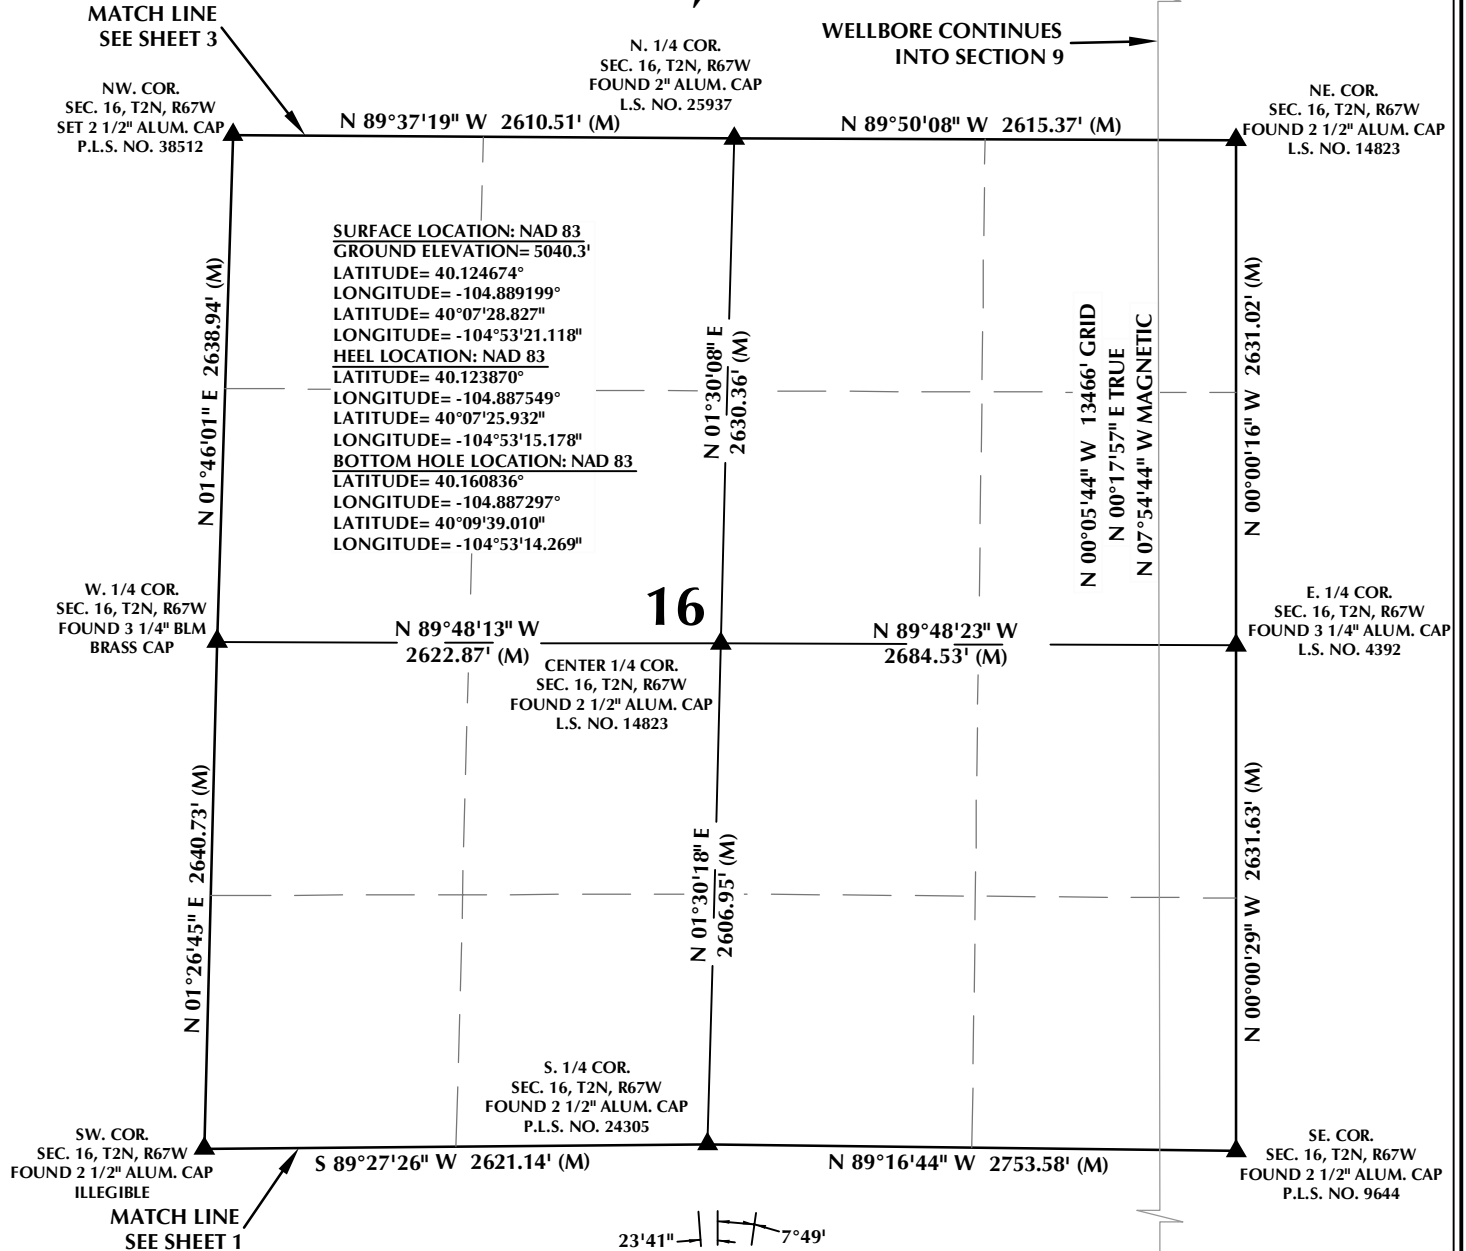 MATCH LINE
SEE SHEET 3
WELLBORE CONTINUES
INTO SECTION 9
N. 1/4 COR.
SEC. 16, T2N, R67W
FOUND 2" ALUM. CAP
L.S. NO. 25937
NW. COR.
SEC. 16, T2N, R67W
SET 2 1/2" ALUM. CAP
P.L.S. NO. 38512
NE. COR.
SEC. 16, T2N, R67W
FOUND 2 1/2" ALUM. CAP
L.S. NO. 14823
N 89°37'19" W 2610.51' (M)
N 89°50'08" W 2615.37' (M)
SURFACE LOCATION: NAD 83
GROUND ELEVATION= 5040.3'
LATITUDE= 40.124674°
LONGITUDE= -104.889199°
LATITUDE= 40°07'28.827"
LONGITUDE= -104°53'21.118"
HEEL LOCATION: NAD 83
LATITUDE= 40.123870°
LONGITUDE= -104.887549°
LATITUDE= 40°07'25.932"
LONGITUDE= -104°53'15.178"
BOTTOM HOLE LOCATION: NAD 83
LATITUDE= 40.160836°
LONGITUDE= -104.887297°
LATITUDE= 40°09'39.010"
LONGITUDE= -104°53'14.269"
N 01°46'01" E 2638.94' (M)
N 01°30'08" E
2630.36' (M)
N 00°05'44" W 13466' GRID
N 00°17'57" E TRUE
N 07°54'44" W MAGNETIC
N 00°00'16" W 2631.02' (M)
W. 1/4 COR.
SEC. 16, T2N, R67W
FOUND 3 1/4" BLM
BRASS CAP
16
N 89°48'13" W
2622.87' (M)
N 89°48'23" W
2684.53' (M)
E. 1/4 COR.
SEC. 16, T2N, R67W
FOUND 3 1/4" ALUM. CAP
L.S. NO. 4392
CENTER 1/4 COR.
SEC. 16, T2N, R67W
FOUND 2 1/2" ALUM. CAP
L.S. NO. 14823
N 01°26'45" E 2640.73' (M)
N 01°30'18" E
2606.95' (M)
N 00°00'29" W 2631.63' (M)
S. 1/4 COR.
SEC. 16, T2N, R67W
FOUND 2 1/2" ALUM. CAP
P.L.S. NO. 24305
SW. COR.
SEC. 16, T2N, R67W
FOUND 2 1/2" ALUM. CAP
ILLEGIBLE
SE. COR.
SEC. 16, T2N, R67W
FOUND 2 1/2" ALUM. CAP
P.L.S. NO. 9644
S 89°27'26" W 2621.14' (M)
N 89°16'44" W 2753.58' (M)
MATCH LINE
SEE SHEET 1
23'41"
7°49'